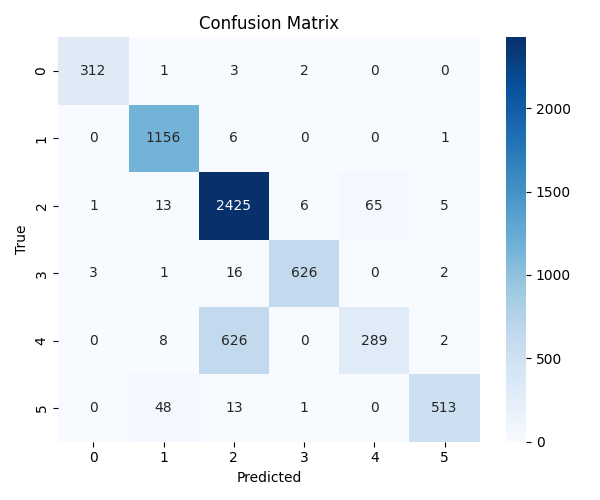 Confusion Matrix
0 312 1 3 2 0 0
1 0 1156 6 0 0 1
2 1 13 2425 6 65 5
3 3 1 16 626 0 2
4 0 8 626 0 289 2
5 0 48 13 1 0 513
0 1 2 3 4 5
True
Predicted
2000
1500
1000
500
0